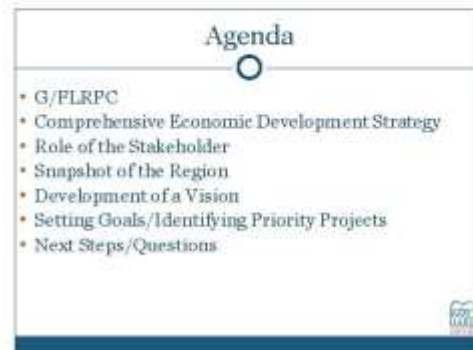 Agenda
• G/FLRPC
• Comprehensive Economic Development Strategy
• Role of the Stakeholder
• Snapshot of the Region
• Development of a Vision
• Setting Goals/Identifying Priority Projects
• Next Steps/Questions